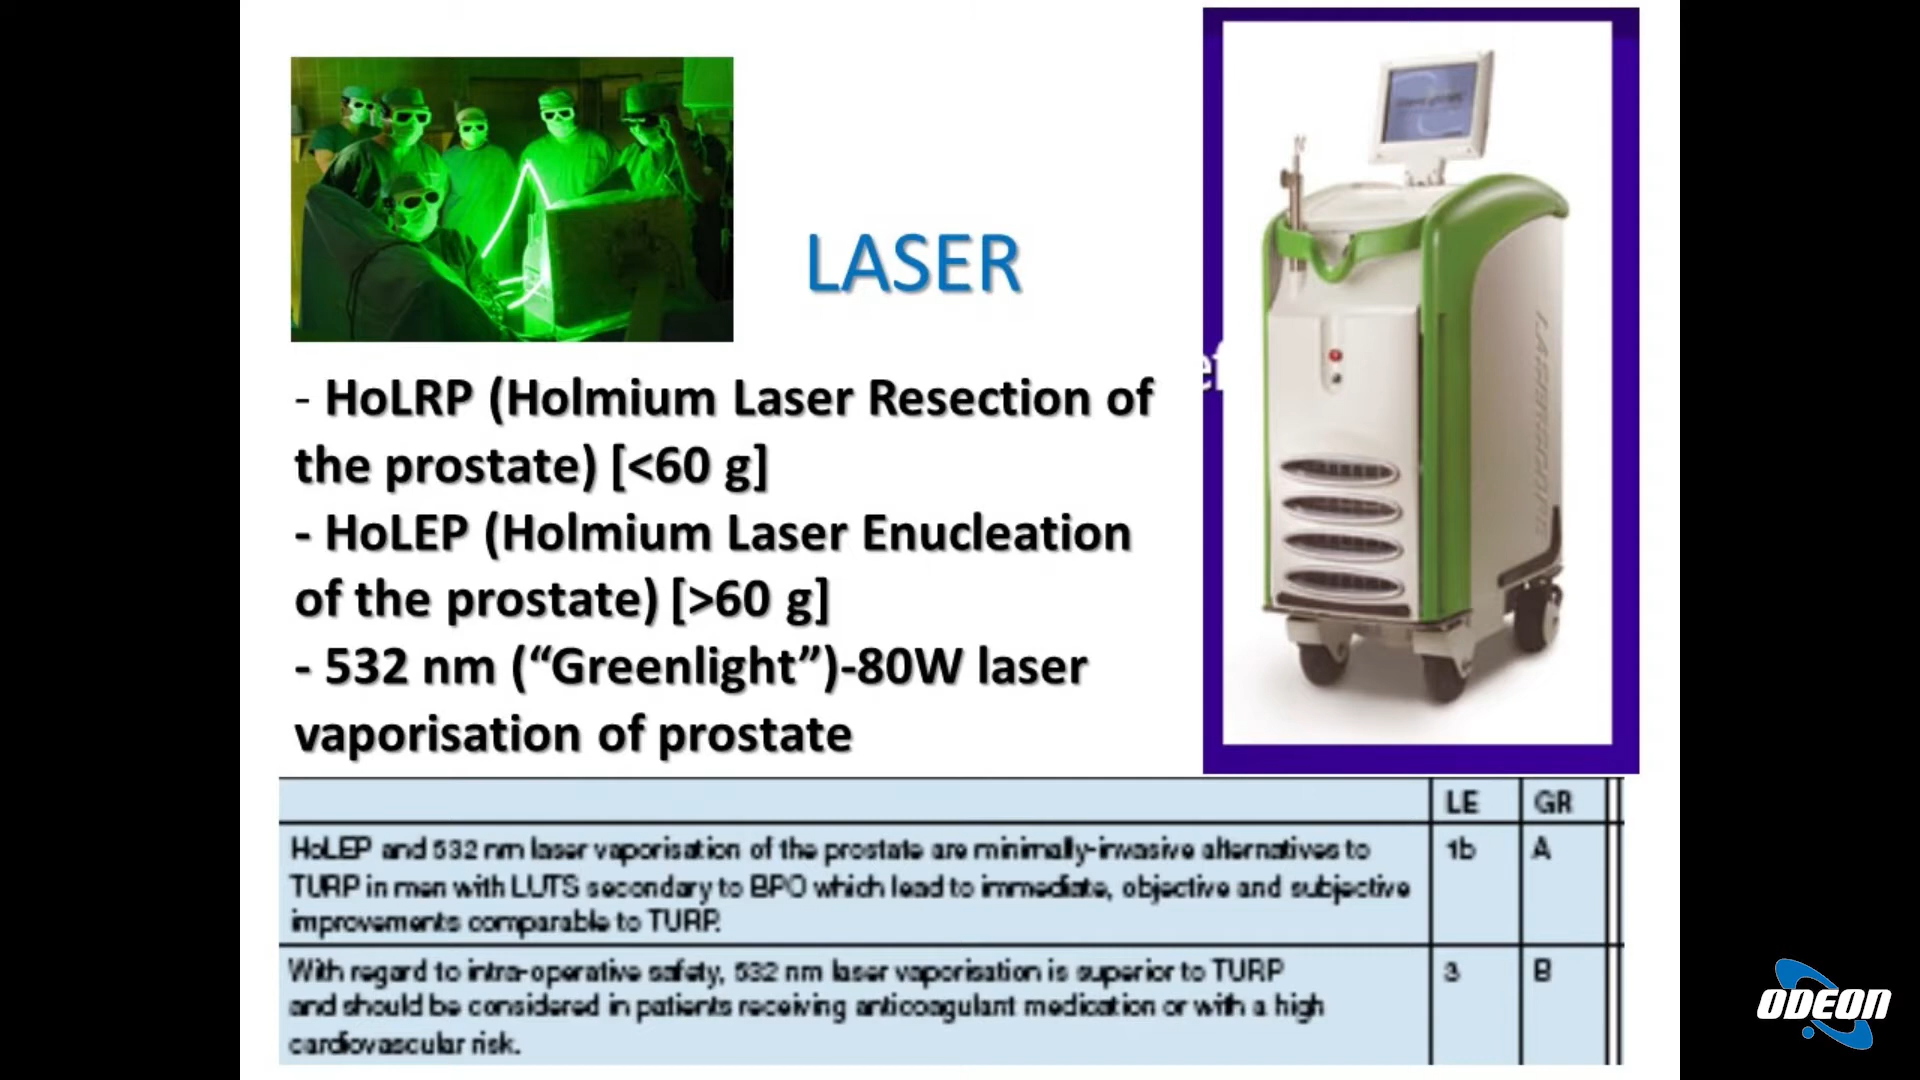 LASER
- HoLRP (Holmium Laser Resection of
the prostate) [<60 g]
- HoLEP (Holmium Laser Enucleation
of the prostate) [>60 g]
- 532 nm (“Greenlight”)-80W laser
vaporisation of prostate
ef
LASERSCOPE
LE GR
HoLEP and 532 nm laser vaporisation of the prostate are minimally-invasive alternatives to 1b A
TURP in men with LUTS secondary to BPO which lead to immediate, objective and subjective
improvements comparable to TURP.
With regard to intra-operative safety, 532 nm laser vaporisation is superior to TURP 3 B
and should be considered in patients receiving anticoagulant medication or with a high
cardiovascular risk.
ODEON